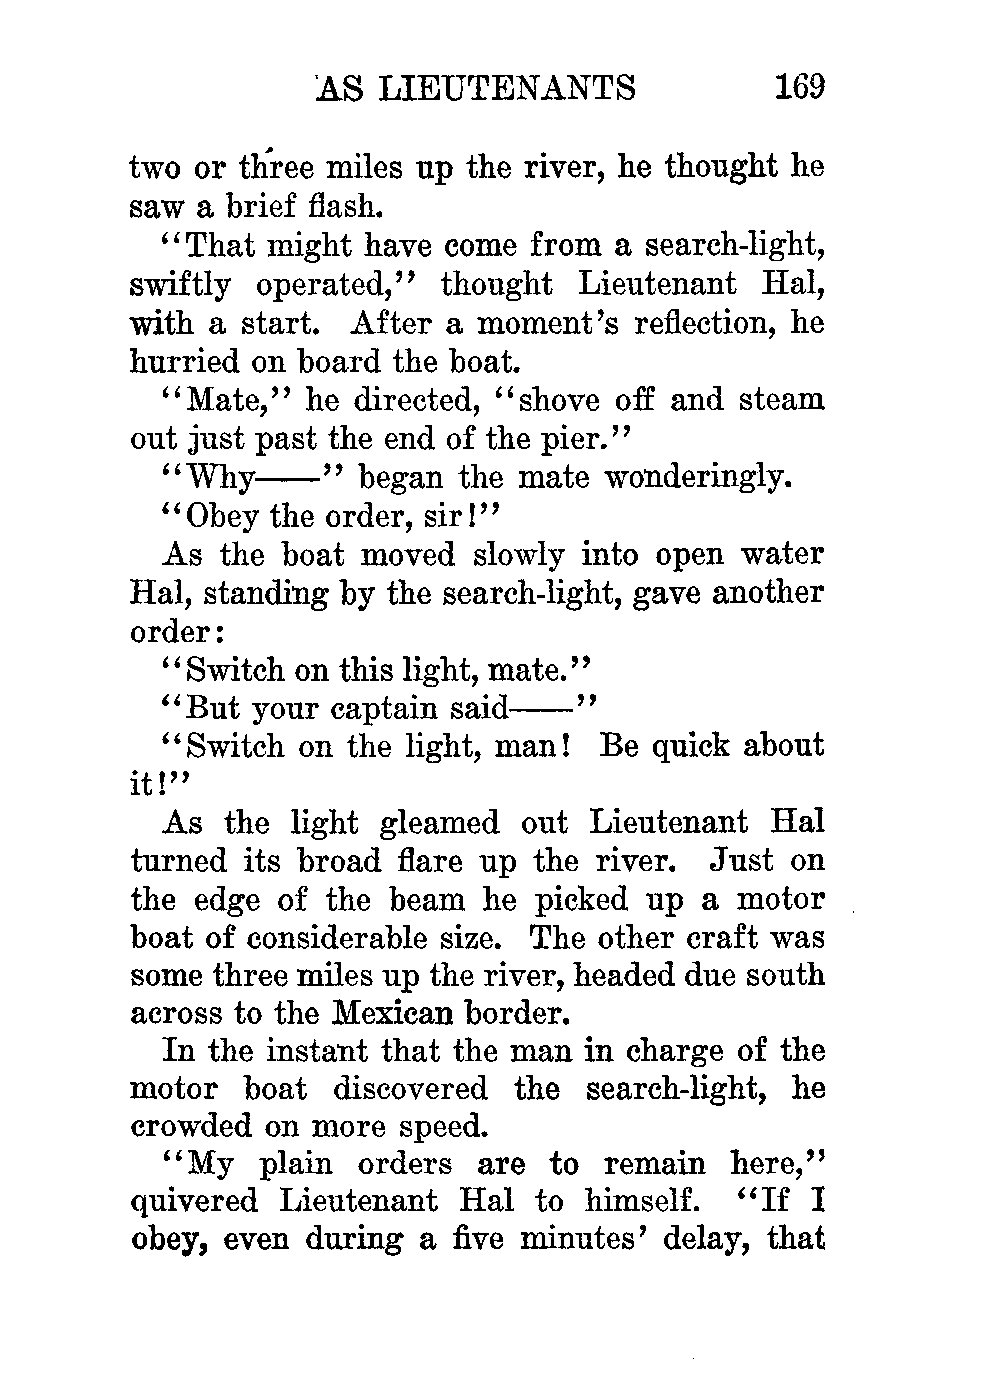 AS LIEUTENANTS 169
two or three miles up the river, he thought he
saw a brief flash.
"That might have come from a search-light,
swiftly operated," thought Lieutenant Hal,
with a start. After a moment's reflection, he
hurried on board the boat.
"Mate," he directed, "shove off and steam
out just past the end of the pier."
"Why——" began the mate wonderingly.
"Obey the order, sir!"
As the boat moved slowly into open water
Hal, standing by the search-light, gave another
order:
"Switch on this light, mate."
"But your captain said——"
"Switch on the light, man! Be quick about
it!"
As the light gleamed out Lieutenant Hal
turned its broad flare up the river. Just on
the edge of the beam he picked up a motor
boat of considerable size. The other craft was
some three miles up the river, headed due south
across to the Mexican border.
In the instant that the man in charge of the
motor boat discovered the search-light, he
crowded on more speed.
"My plain orders are to remain here,"
quivered Lieutenant Hal to himself. "If I
obey, even during a five minutes' delay, that